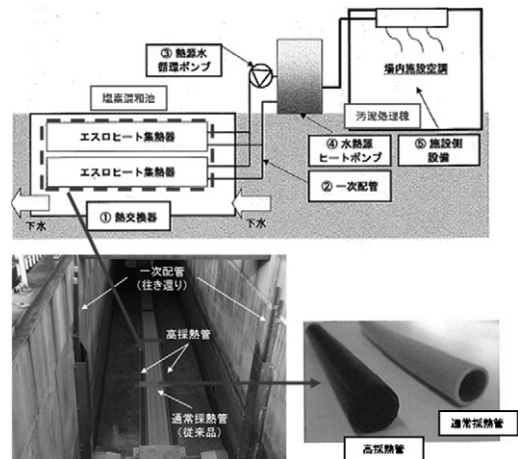 ③ 熱源水
循環ポンプ
場内施設空調
塩素混和池
汚泥処理棟
エスロヒート集熱器
エスロヒート集熱器
④ 水熱源
ヒートポンプ
⑤ 施設側
設備
② 一次配管
① 熱交換器
下水
下水
一次配管
(往き還り)
高採熱管
通常採熱管
(従来品)
通常採熱管
高採熱管